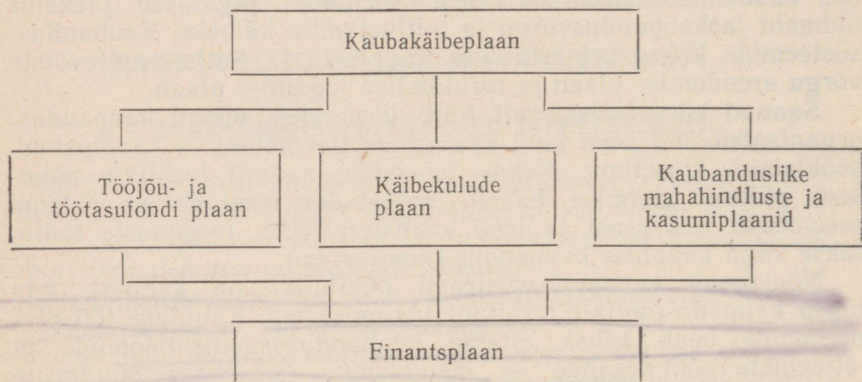 Kaubakäibeplaan
Tööjõu- ja
töötasufondi plaan
Käibekulude
plaan
Kaubanduslike
mahahindluste ja
kasumiplaanid
Finantsplaan